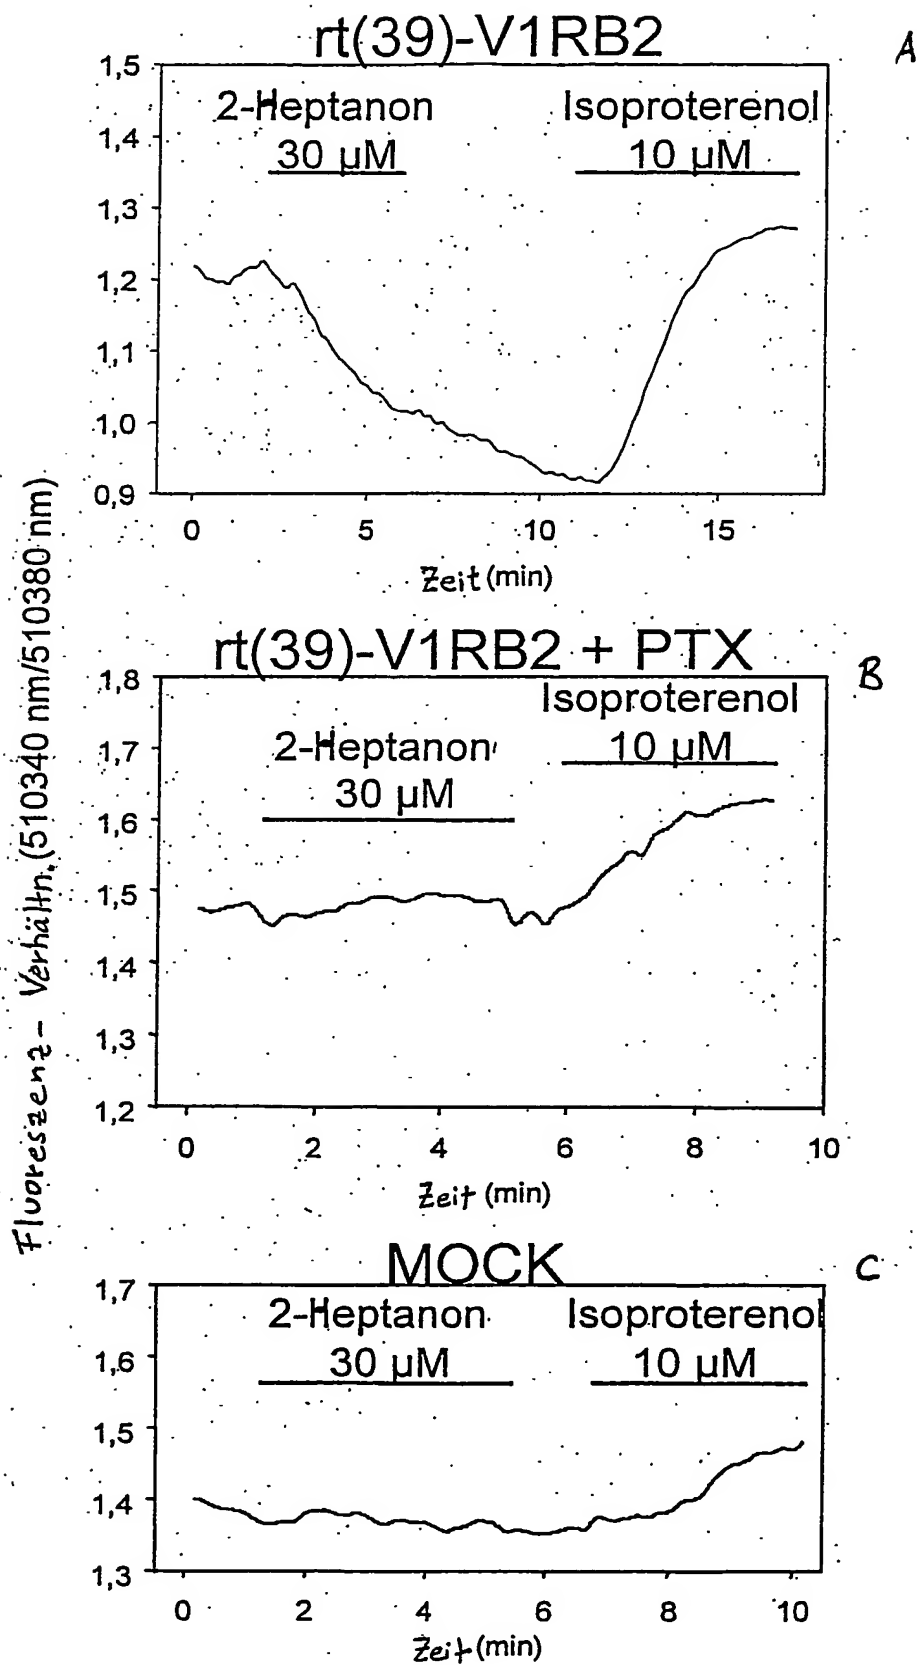 rt(39)-V1RB2
A
1,5
1,4
1,3
1,2
1,1
1,0
0,9
2-Heptanon
30 µM
Isoproterenol
10 µM
0
5
10
15
Zeit (min)
Fluoreszenz- Verhältn. (510340 nm/510380 nm)
rt(39)-V1RB2 + PTX
B
1,8
1,7
1,6
1,5
1,4
1,3
1,2
Isoproterenol
10 µM
2-Heptanon
30 µM
0
2
4
6
8
10
Zeit (min)
MOCK
C
1,7
1,6
1,5
1,4
1,3
2-Heptanon
30 µM
Isoproterenol
10 µM
0
2
4
6
8
10
Zeit (min)